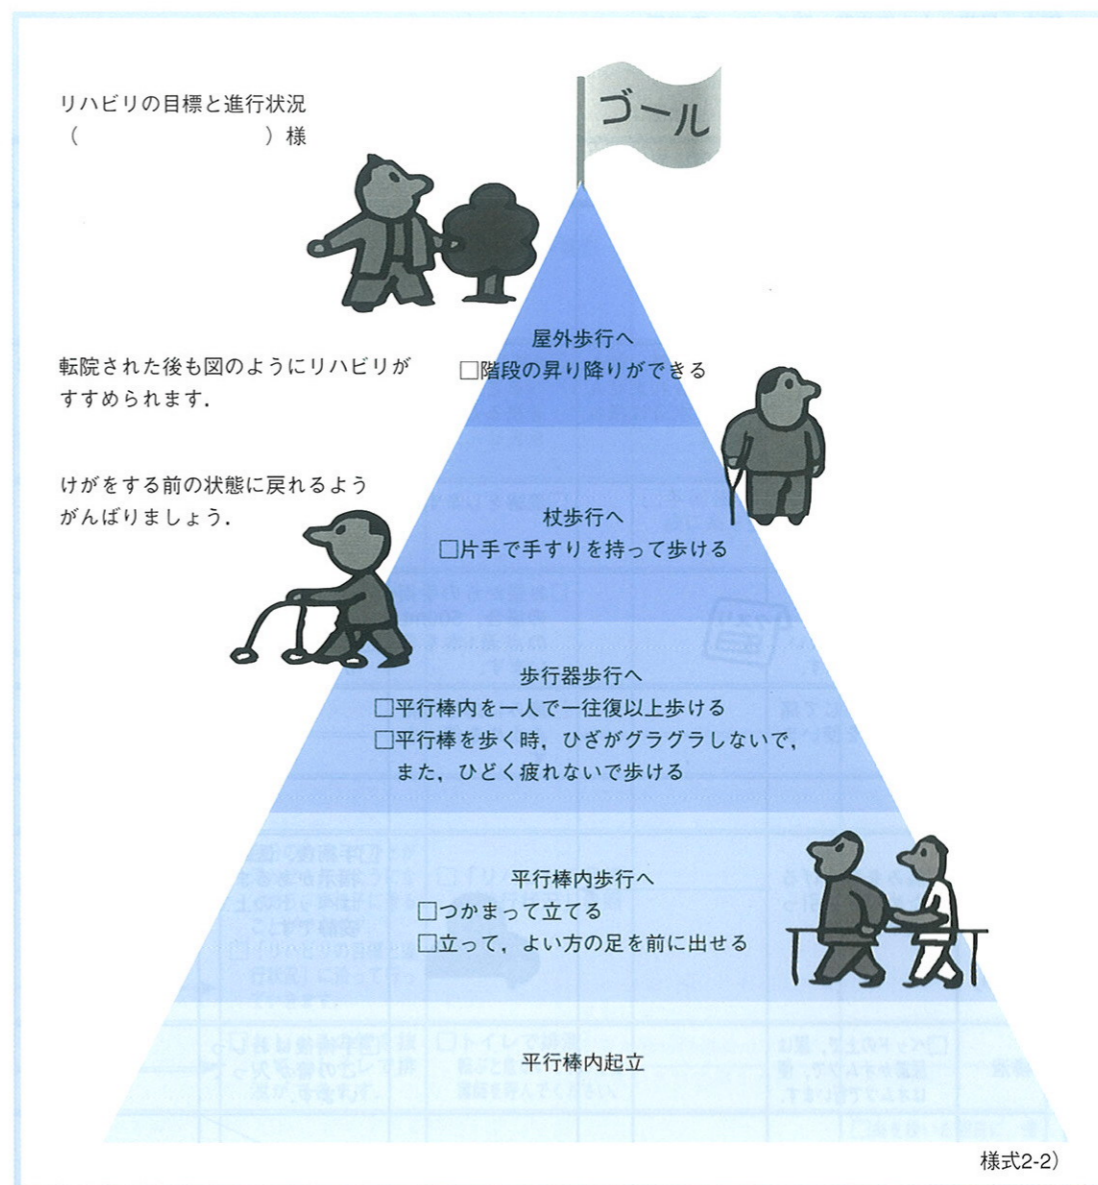 リハビリの目標と進行状況
(　　　　　　　　　)様
ゴール
屋外歩行へ
□階段の昇り降りができる
転院された後も図のようにリハビリが
すすめられます.
けがをする前の状態に戻れるよう
がんばりましょう.
杖歩行へ
□片手で手すりを持って歩ける
歩行器歩行へ
□平行棒内を一人で一往復以上歩ける
□平行棒を歩く時，ひざがグラグラしないで，
また，ひどく疲れないで歩ける
平行棒内歩行へ
□つかまって立てる
□立って，よい方の足を前に出せる
平行棒内起立
様式2-2)